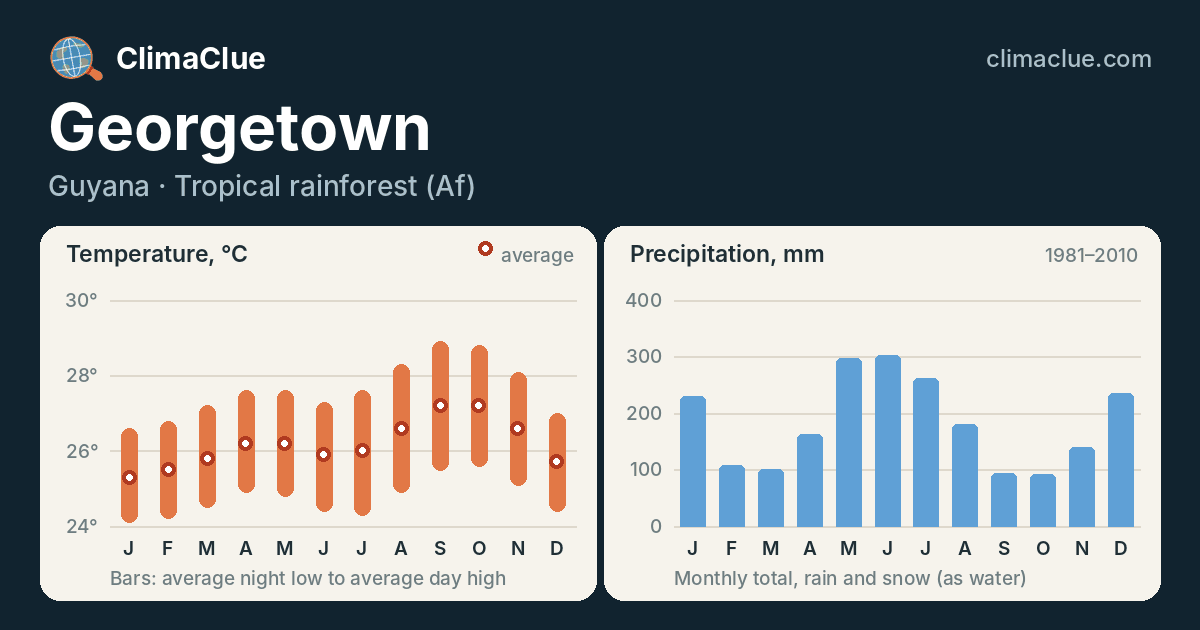 ClimaClue
climaclue.com
Georgetown
Guyana · Tropical rainforest (Af)
Temperature, °C
average
30°
28°
26°
24°
J F M A M J J A S O N D
Bars: average night low to average day high
Precipitation, mm
1981–2010
400
300
200
100
0
J F M A M J J A S O N D
Monthly total, rain and snow (as water)